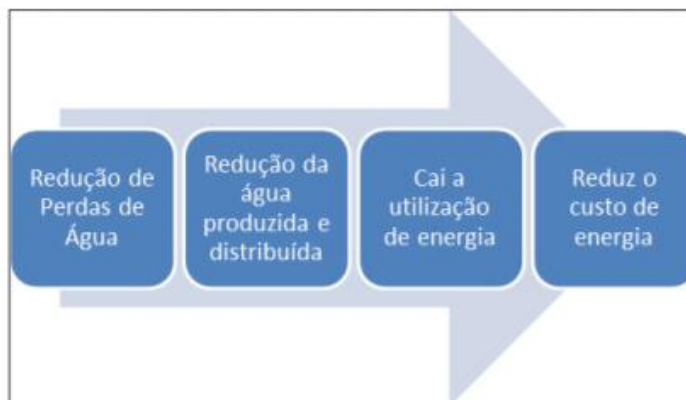 Redução de
Perdas de
Água
Redução da
água
produzida e
distribuída
Cai a
utilização
de energia
Reduz o
custo de
energia